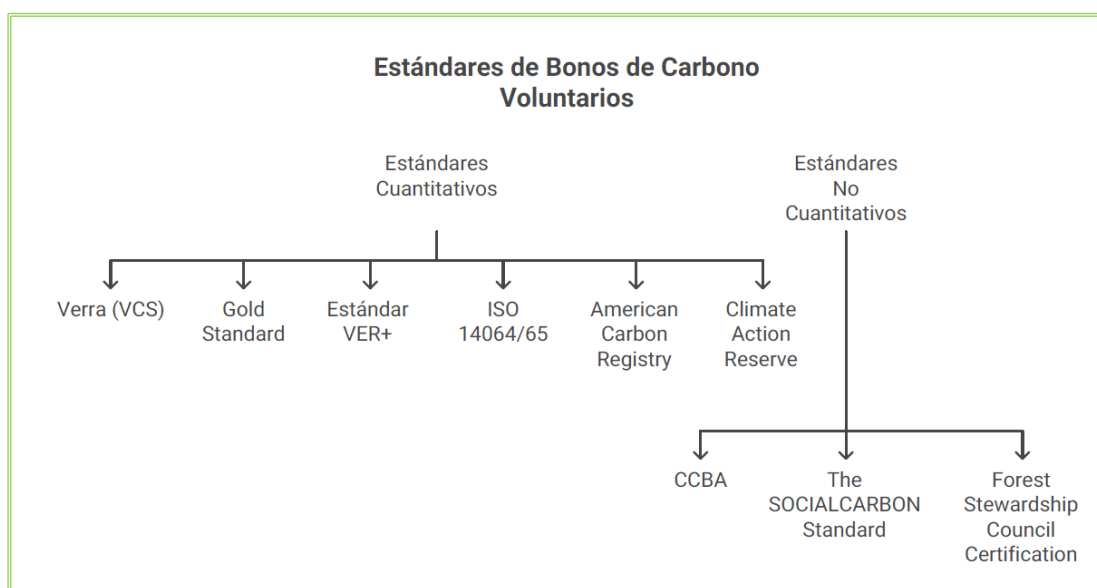 Estándares de Bonos de Carbono
Voluntarios
Estándares
Cuantitativos
Estándares
No
Cuantitativos
Verra (VCS)
Gold
Standard
Estándar
VER+
ISO
14064/65
American
Carbon
Registry
Climate
Action
Reserve
CCBA
The
SOCIALCARBON
Standard
Forest
Stewardship
Council
Certification